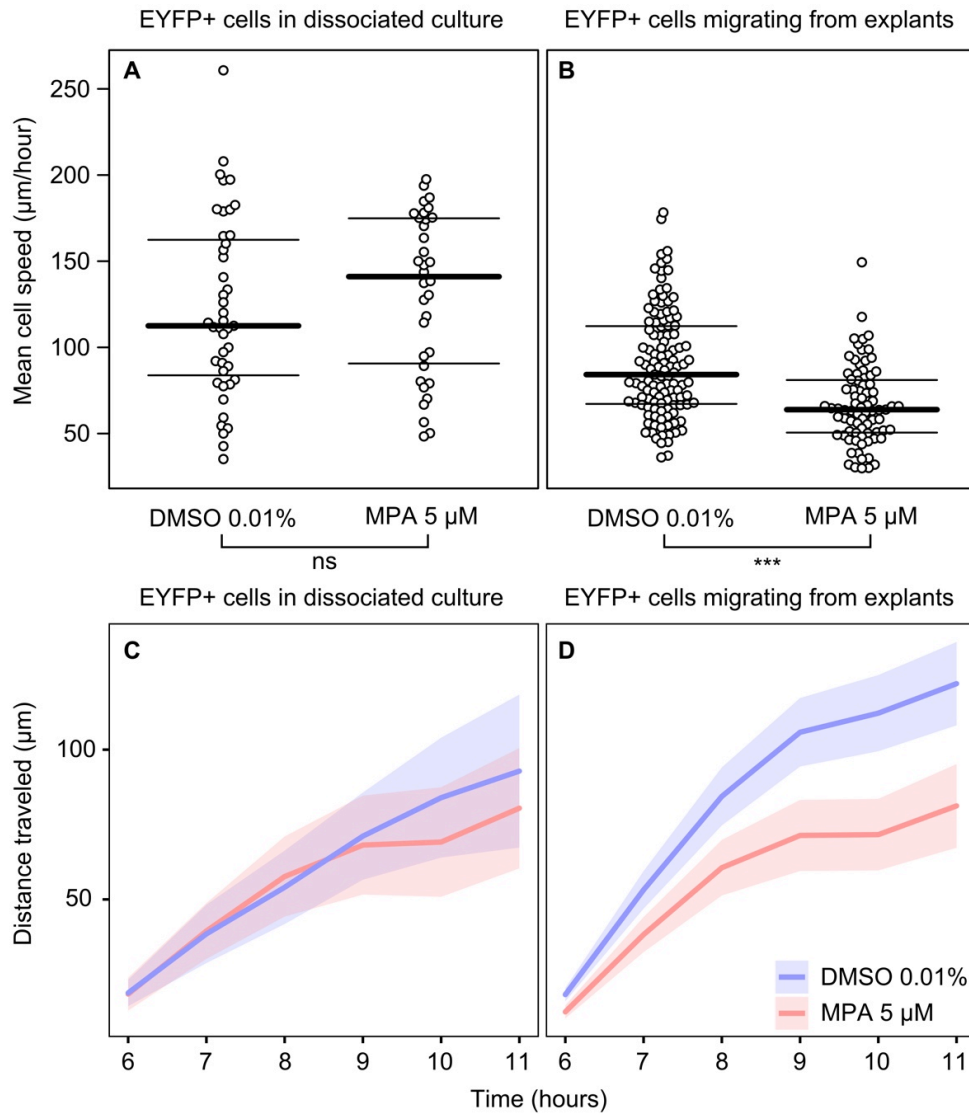 EYFP+ cells in dissociated culture
EYFP+ cells migrating from explants
A
B
Mean cell speed (µm/hour)
250
200
150
100
50
DMSO 0.01%
MPA 5 µM
DMSO 0.01%
MPA 5 µM
ns
***
EYFP+ cells in dissociated culture
EYFP+ cells migrating from explants
C
D
Distance traveled (µm)
100
50
DMSO 0.01%
MPA 5 µM
6 7 8 9 10 11
6 7 8 9 10 11
Time (hours)